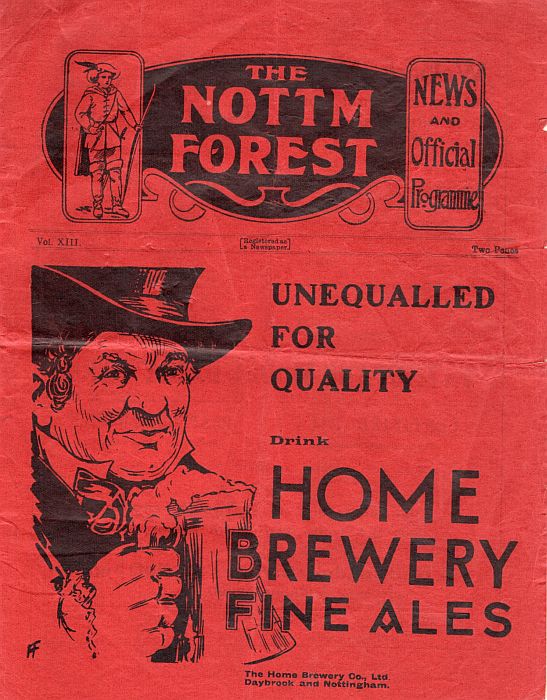 THE
NOTTM
FOREST
NEWS
AND
Official
Programme
Vol. XIII.
[Registered as
a Newspaper.]
Two Pence
UNEQUALLED
FOR
QUALITY
Drink
HOME
BREWERY
FINE ALES
The Home Brewery Co., Ltd.
Daybrook and Nottingham.